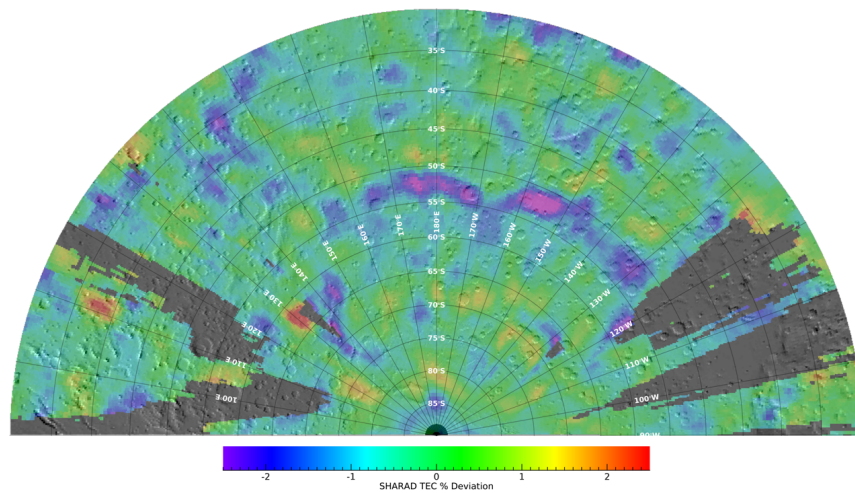 35°S
40°S
45°S
50°S
55°S
60°S
65°S
70°S
75°S
80°S
85°S
100°E
110°E
120°E
130°E
140°E
150°E
160°E
170°E
180°E
170°W
160°W
150°W
140°W
130°W
120°W
110°W
100°W
90°W
-2 -1 0 1 2
SHARAD TEC % Deviation